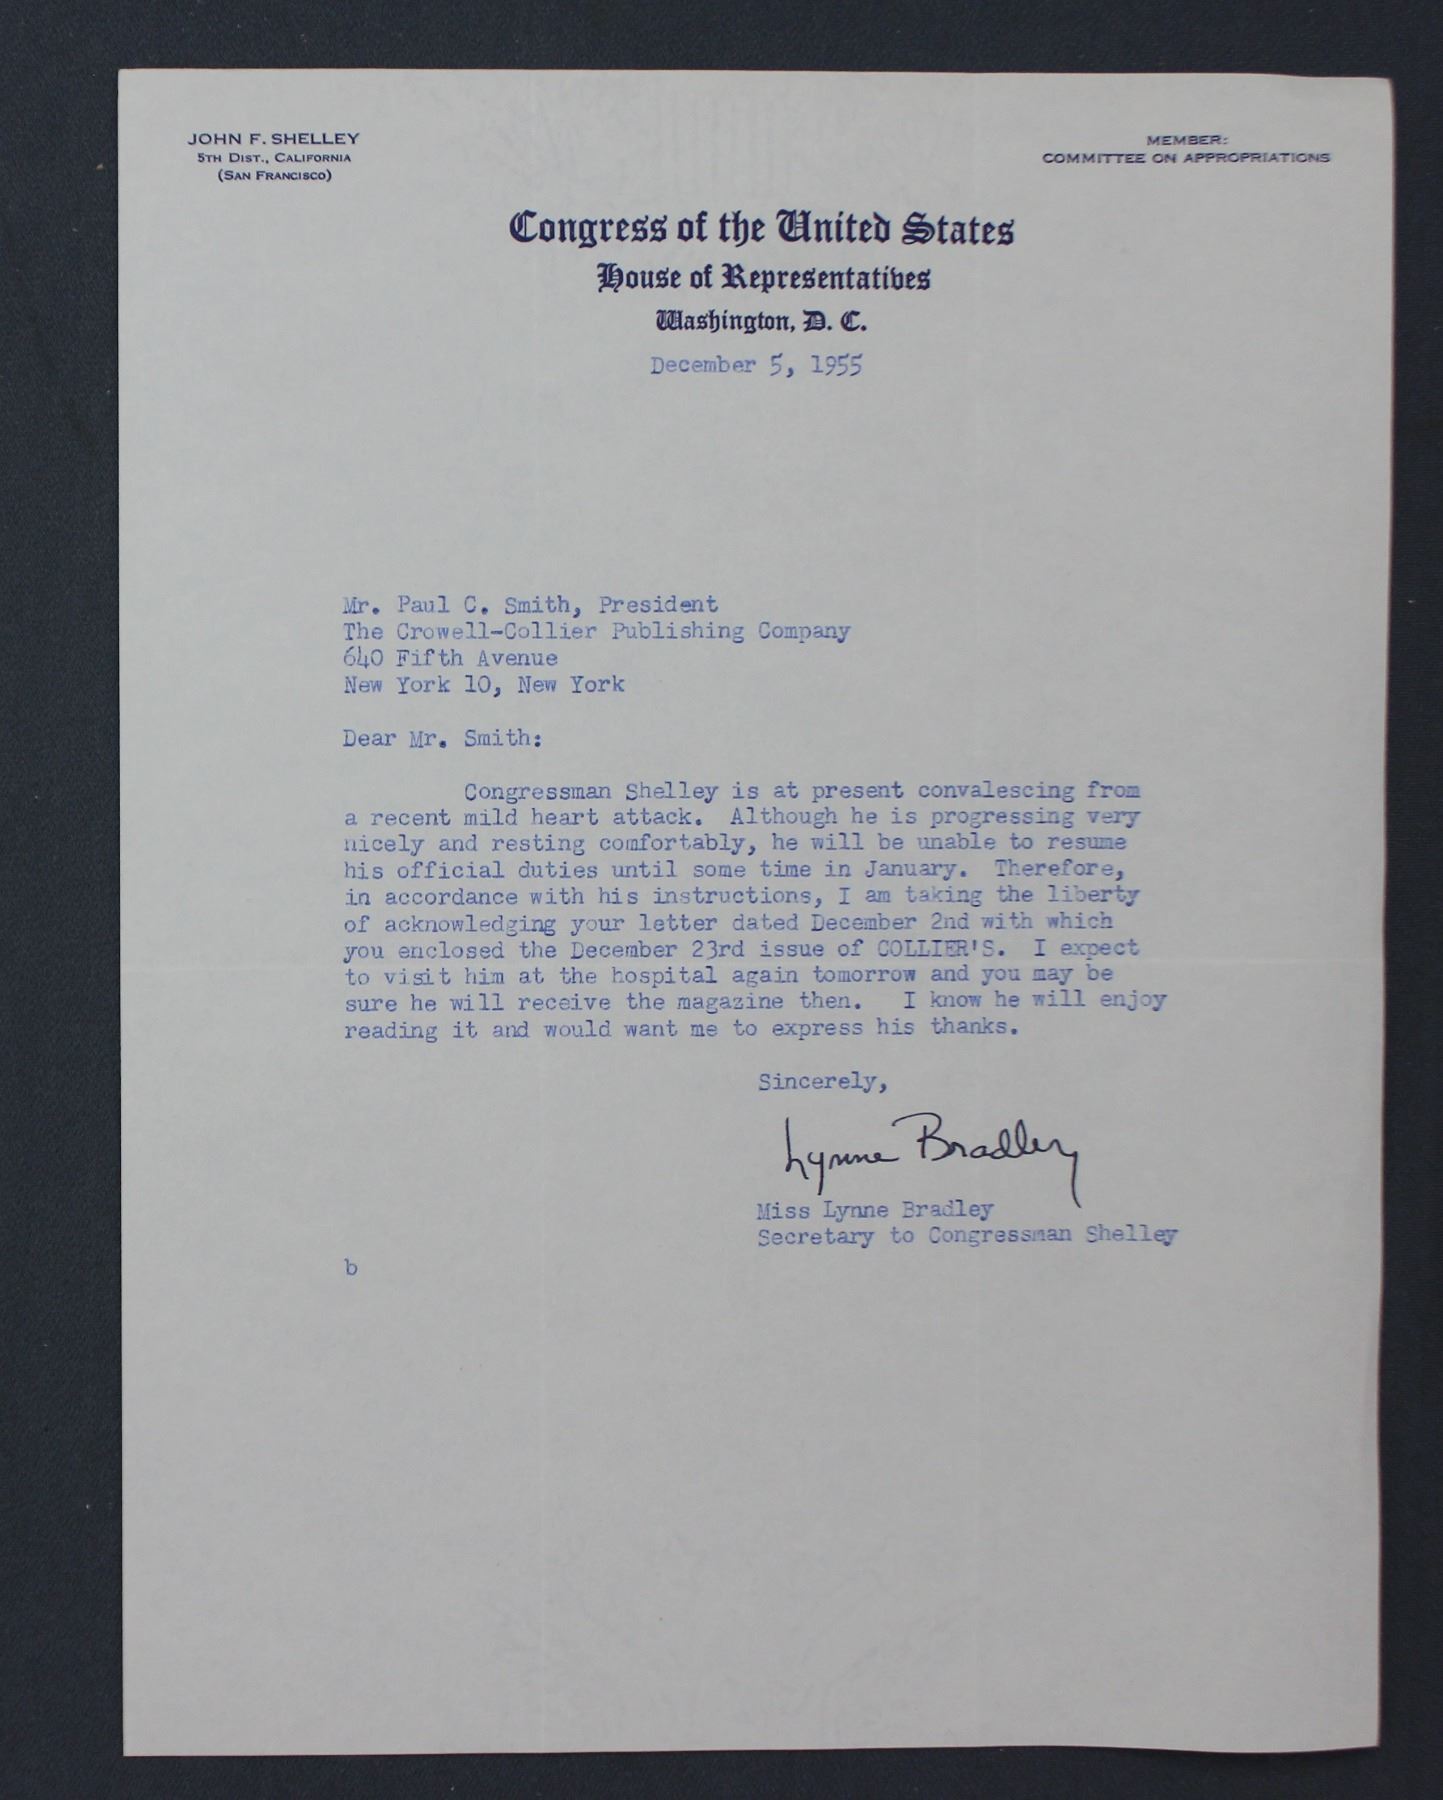 JOHN F. SHELLEY
5TH DIST., CALIFORNIA
(SAN FRANCISCO)
MEMBER:
COMMITTEE ON APPROPRIATIONS
Congress of the United States
House of Representatives
Washington, D. C.
December 5, 1955
Mr. Paul C. Smith, President
The Crowell-Collier Publishing Company
640 Fifth Avenue
New York 10, New York
Dear Mr. Smith:
Congressman Shelley is at present convalescing from
a recent mild heart attack.  Although he is progressing very
nicely and resting comfortably, he will be unable to resume
his official duties until some time in January.  Therefore,
in accordance with his instructions, I am taking the liberty
of acknowledging your letter dated December 2nd with which
you enclosed the December 23rd issue of COLLIER'S.  I expect
to visit him at the hospital again tomorrow and you may be
sure he will receive the magazine then.   I know he will enjoy
reading it and would want me to express his thanks.
Sincerely,
Lynne Bradley
Miss Lynne Bradley
Secretary to Congressman Shelley
b